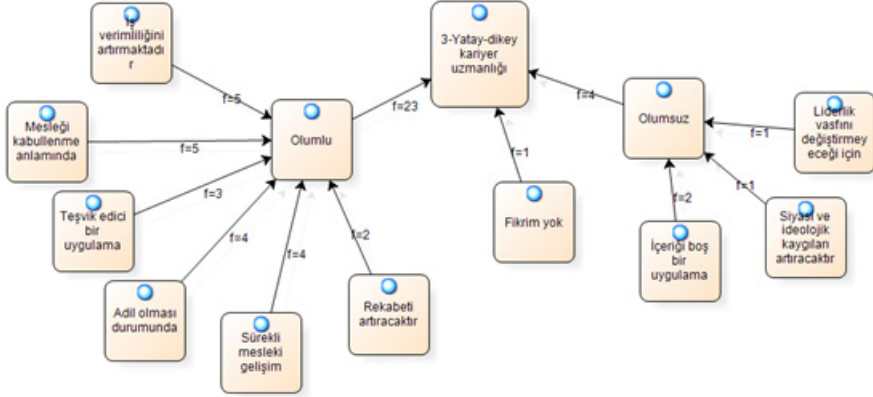 İş
verimliliğini
artırmaktadı
r
f=5
Mesleği
kabullenme
anlamında
f=5
Teşvik edici
bir
uygulama
f=3
Adil olması
durumunda
f=4
Sürekli
mesleki
gelişim
f=4
Rekabeti
artıracaktır
f=2
Olumlu
f=23
3-Yatay-dikey
kariyer
uzmanlığı
f=1
Fikrim yok
f=4
Olumsuz
f=1
Liderlik
vasfını
değiştirmey
eceği için
f=1
Siyasi ve
ideolojik
kaygıları
artıracaktır
f=2
İçeriği boş
bir
uygulama